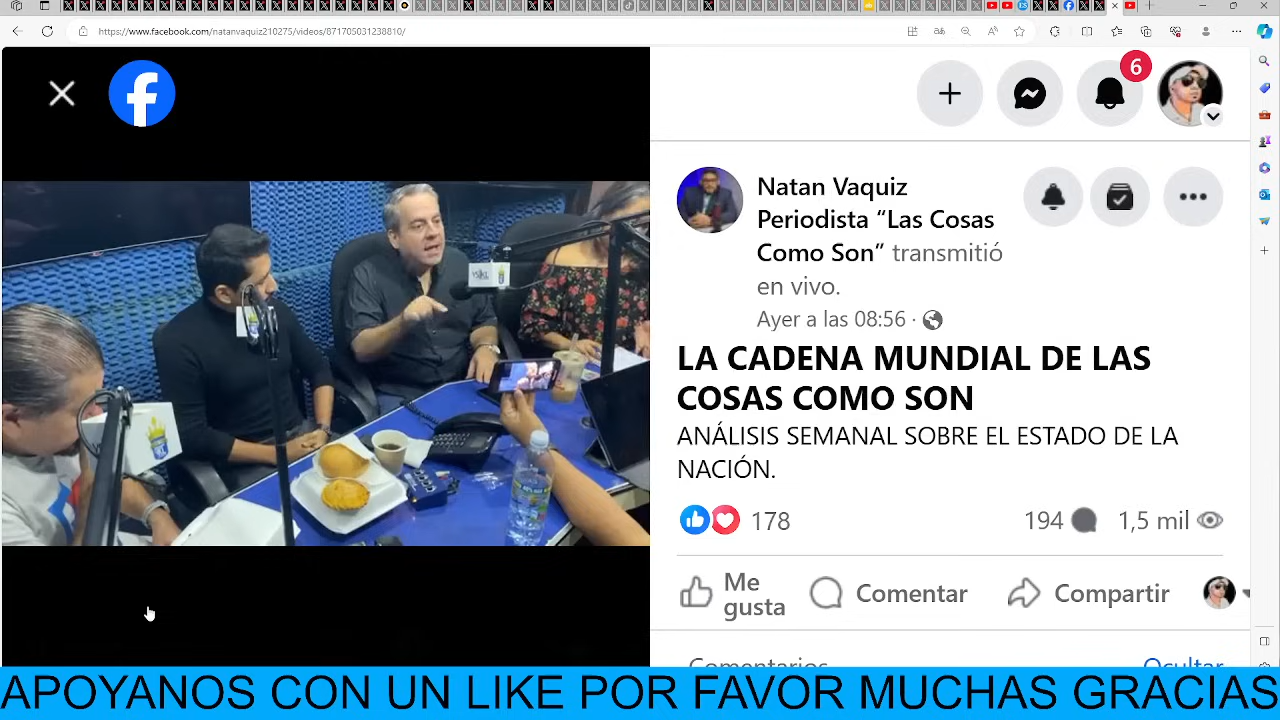 https://www.facebook.com/natanvaquiz210275/videos/871705031238810/
6
Natan Vaquiz
Periodista “Las Cosas
Como Son” transmitió
en vivo.
Ayer a las 08:56 ·
LA CADENA MUNDIAL DE LAS
COSAS COMO SON
ANÁLISIS SEMANAL SOBRE EL ESTADO DE LA
NACIÓN.
178
194
1,5 mil
Me
gusta
Comentar
Compartir
Comentarios
Ocultar
APOYANOS CON UN LIKE POR FAVOR MUCHAS GRACIAS